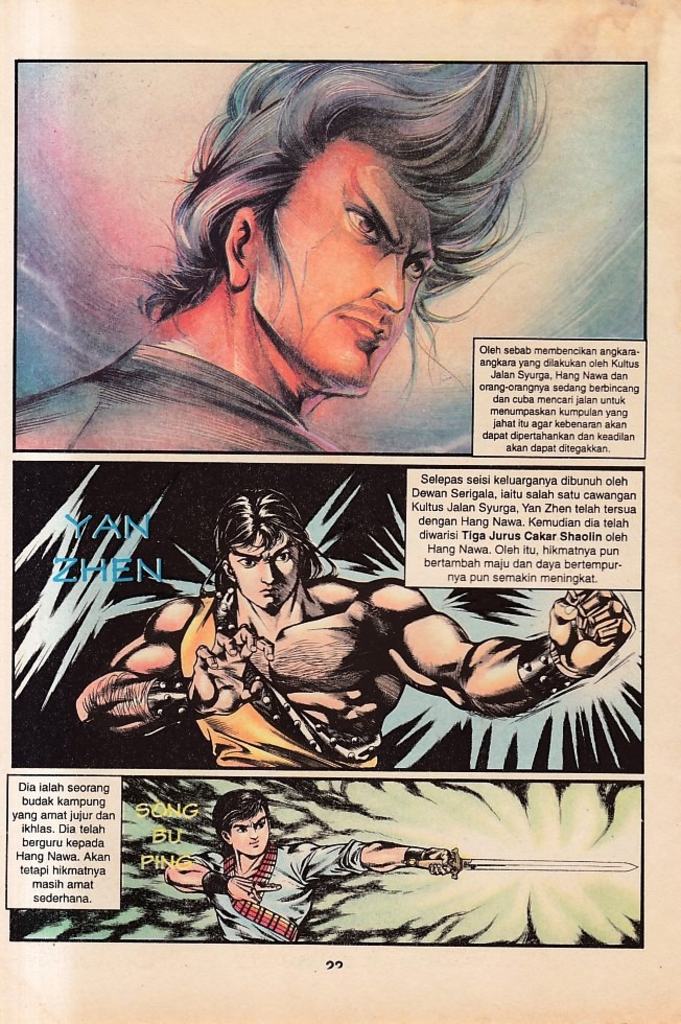 Oleh sebab membencikan angkara-
angkara yang dilakukan oleh Kultus
Jalan Syurga, Hang Nawa dan
orang-orangnya sedang berbincang
dan cuba mencari jalan untuk
menumpaskan kumpulan yang
jahat itu agar kebenaran akan
dapat dipertahankan dan keadilan
akan dapat ditegakkan.
YAN
ZHEN
Selepas seisi keluarganya dibunuh oleh
Dewan Serigala, iaitu salah satu cawangan
Kultus Jalan Syurga, Yan Zhen telah tersua
dengan Hang Nawa. Kemudian dia telah
diwarisi Tiga Jurus Cakar Shaolin oleh
Hang Nawa. Oleh itu, hikmatnya pun
bertambah maju dan daya bertempur-
nya pun semakin meningkat.
Dia ialah seorang
budak kampung
yang amat jujur dan
ikhlas. Dia telah
berguru kepada
Hang Nawa. Akan
tetapi hikmatnya
masih amat
sederhana.
SONG
BU
PING